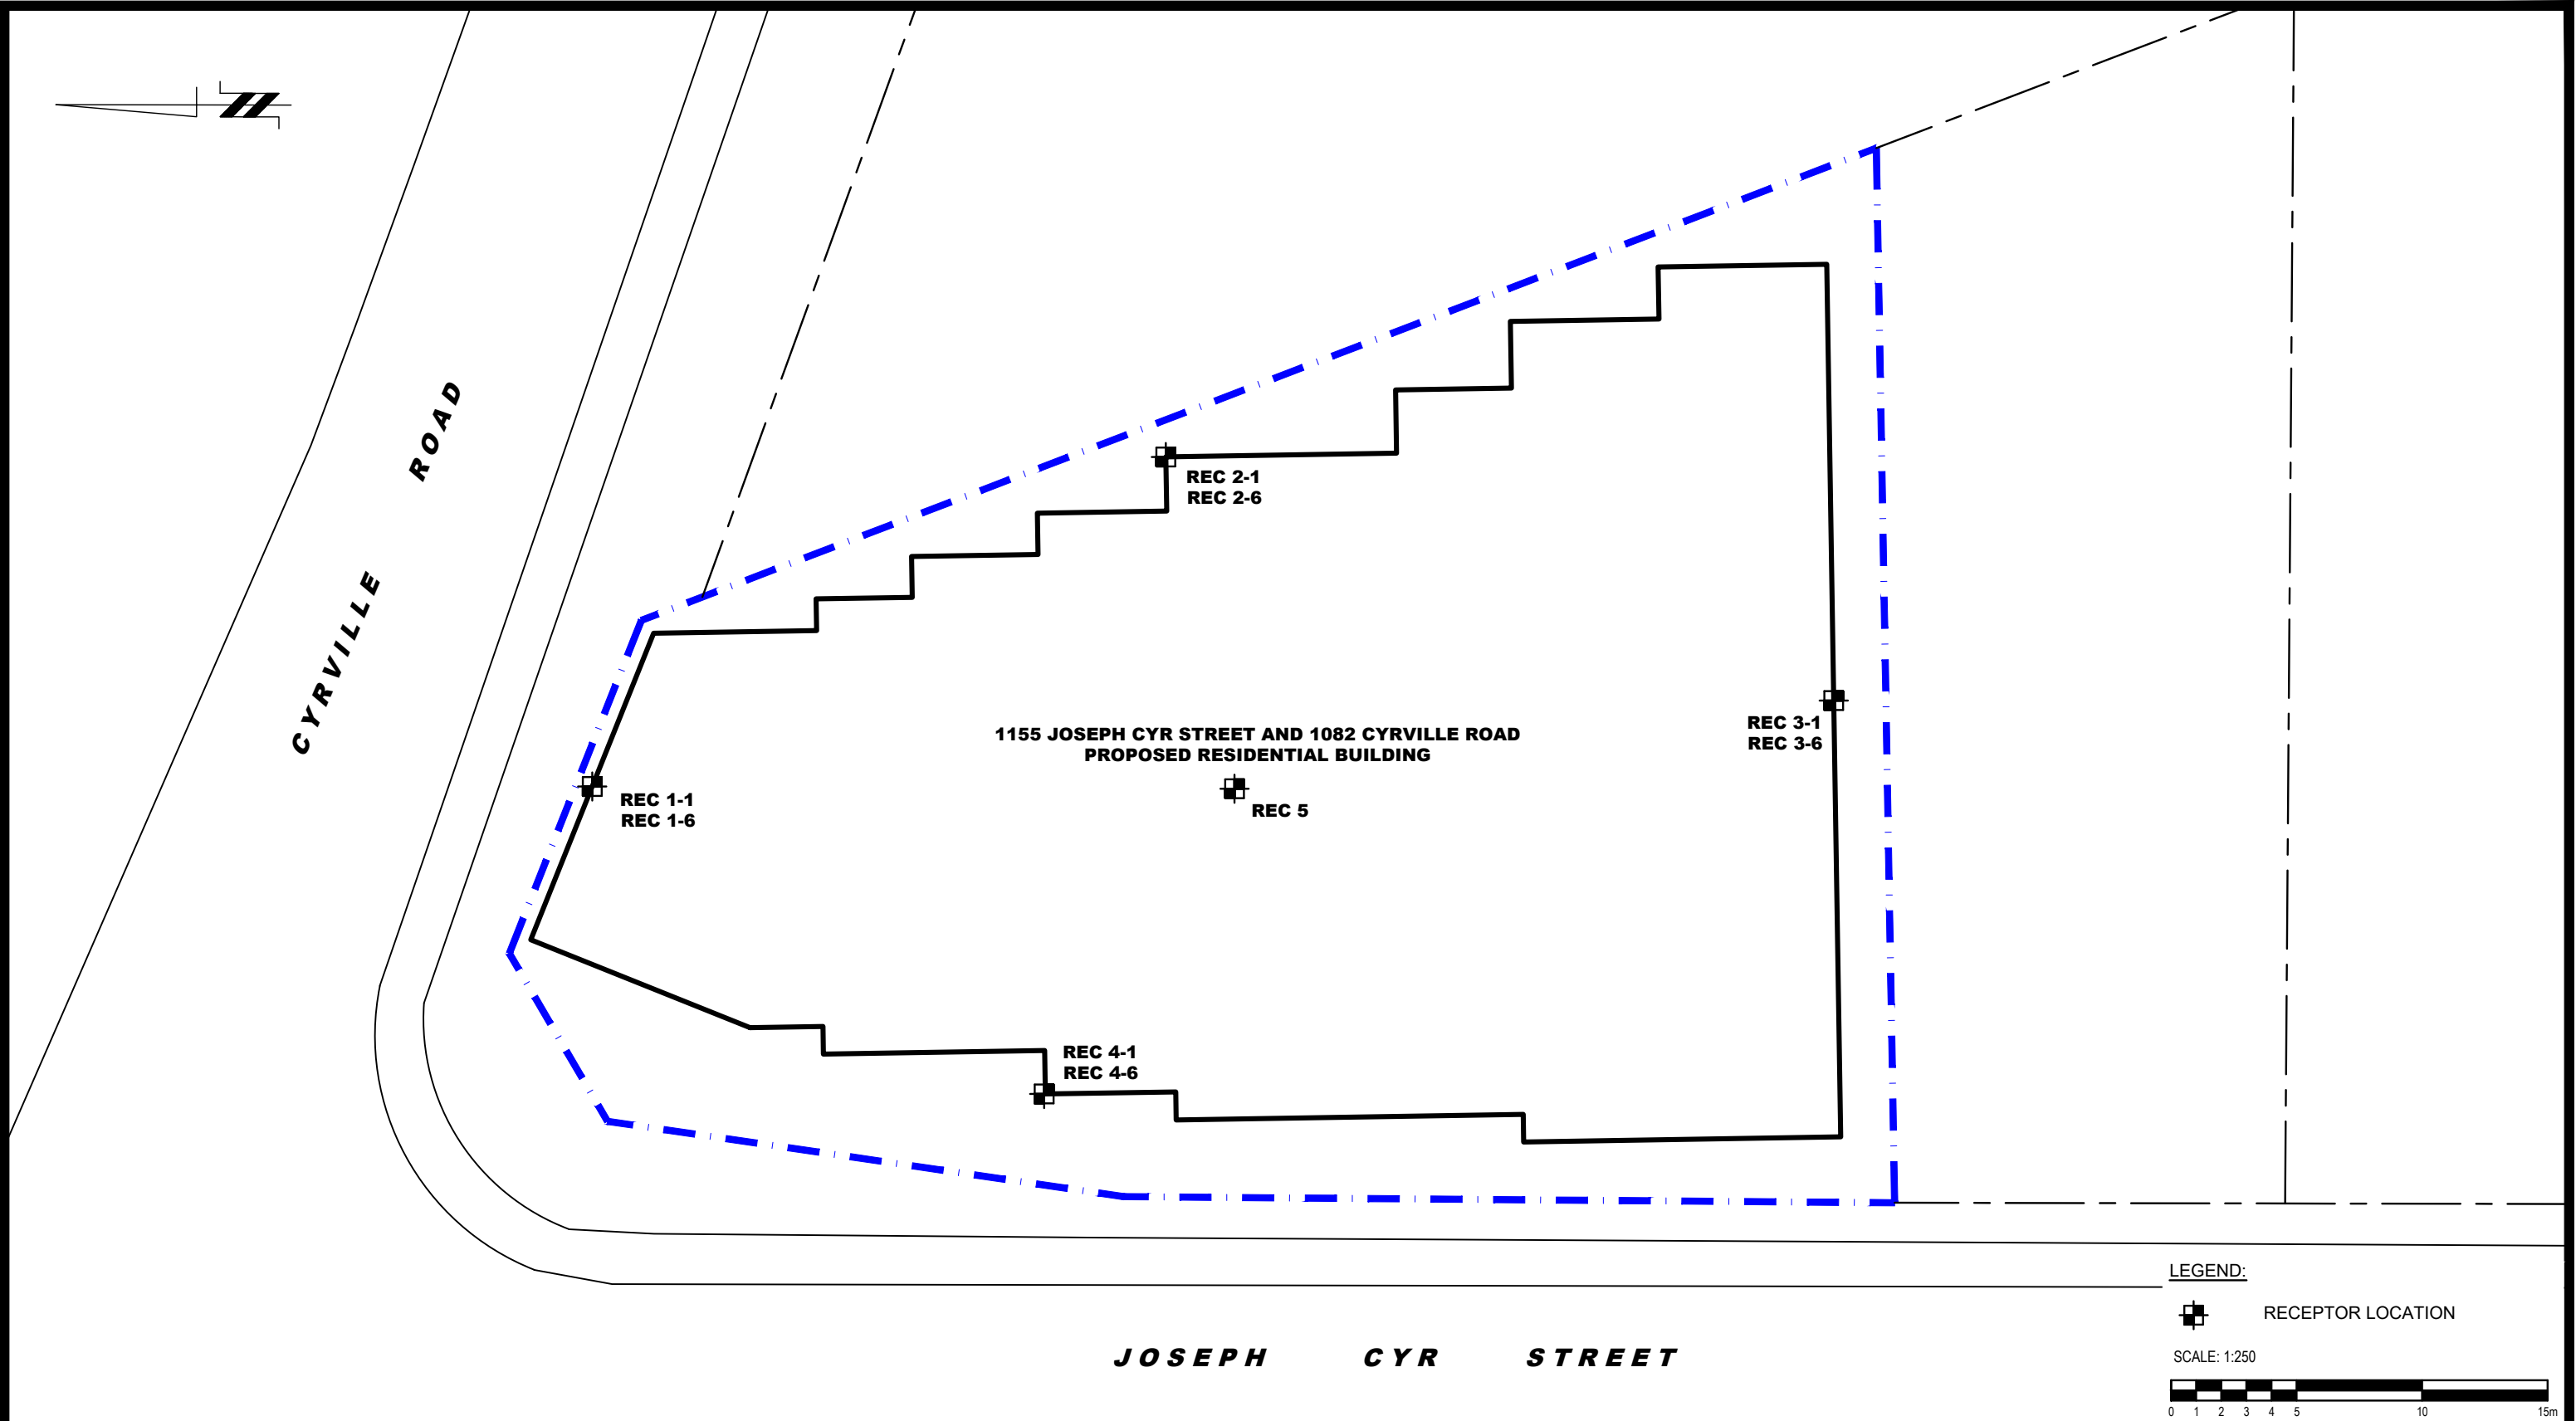 CYRVILLE ROAD
REC 2-1
REC 2-6
1155 JOSEPH CYR STREET AND 1082 CYRVILLE ROAD
PROPOSED RESIDENTIAL BUILDING
REC 3-1
REC 3-6
REC 1-1
REC 1-6
REC 5
REC 4-1
REC 4-6
JOSEPH CYR STREET
LEGEND:
RECEPTOR LOCATION
SCALE: 1:250
0 1 2 3 4 5 10 15m